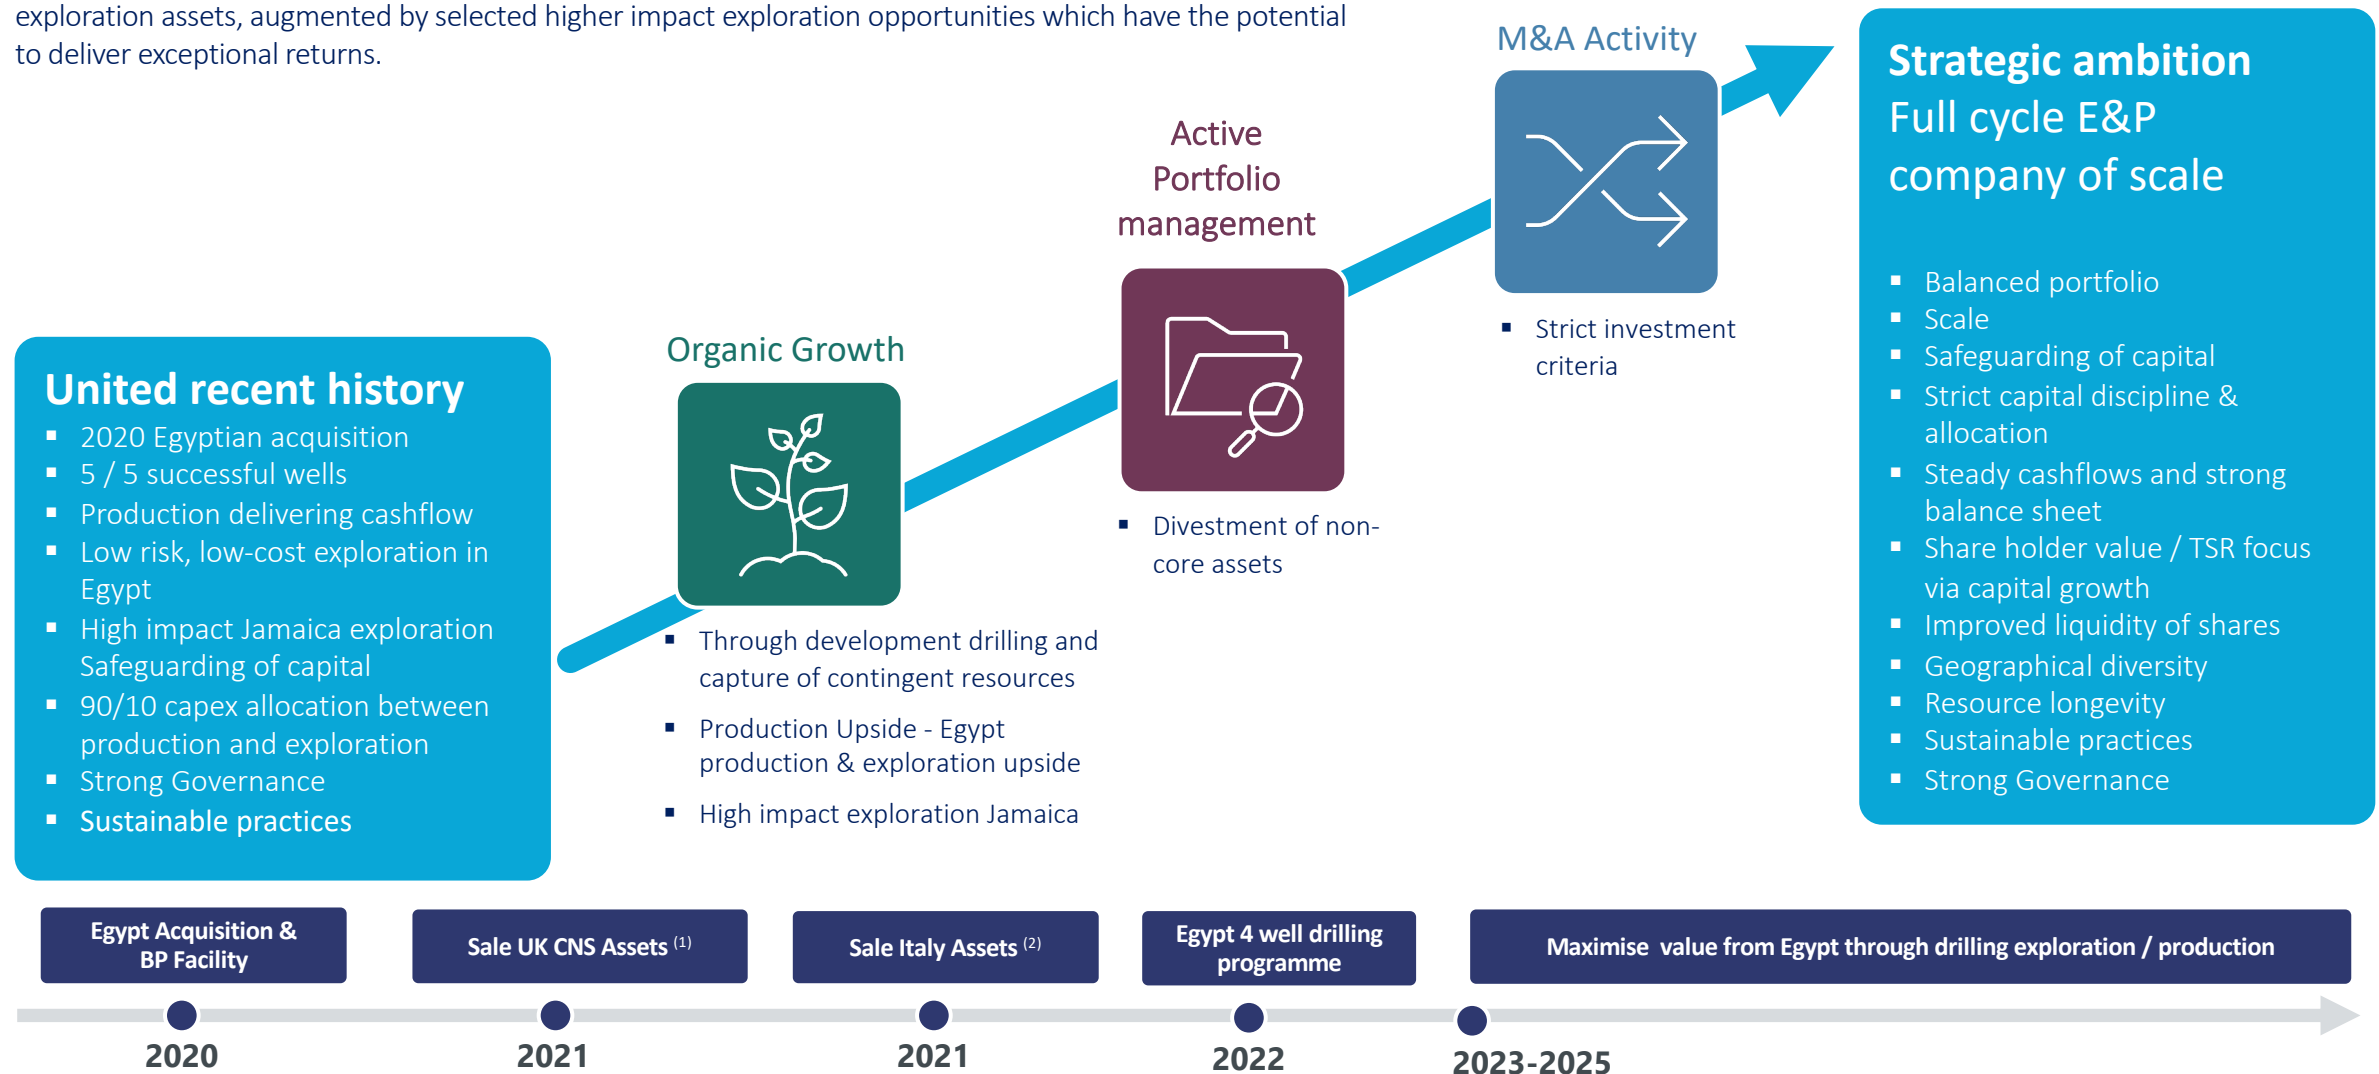 exploration assets, augmented by selected higher impact exploration opportunities which have the potential
to deliver exceptional returns.
United recent history
▪ 2020 Egyptian acquisition
▪ 5 / 5 successful wells
▪ Production delivering cashflow
▪ Low risk, low-cost exploration in
Egypt
▪ High impact Jamaica exploration
Safeguarding of capital
▪ 90/10 capex allocation between
production and exploration
▪ Strong Governance
▪ Sustainable practices
Organic Growth
▪ Through development drilling and
capture of contingent resources
▪ Production Upside - Egypt
production & exploration upside
▪ High impact exploration Jamaica
Active
Portfolio
management
▪ Divestment of non-
core assets
M&A Activity
▪ Strict investment
criteria
Strategic ambition
Full cycle E&P
company of scale
▪ Balanced portfolio
▪ Scale
▪ Safeguarding of capital
▪ Strict capital discipline &
allocation
▪ Steady cashflows and strong
balance sheet
▪ Share holder value / TSR focus
via capital growth
▪ Improved liquidity of shares
▪ Geographical diversity
▪ Resource longevity
▪ Sustainable practices
▪ Strong Governance
Egypt Acquisition &
BP Facility
Sale UK CNS Assets (1)
Sale Italy Assets (2)
Egypt 4 well drilling
programme
Maximise value from Egypt through drilling exploration / production
2020
2021
2021
2022
2023-2025